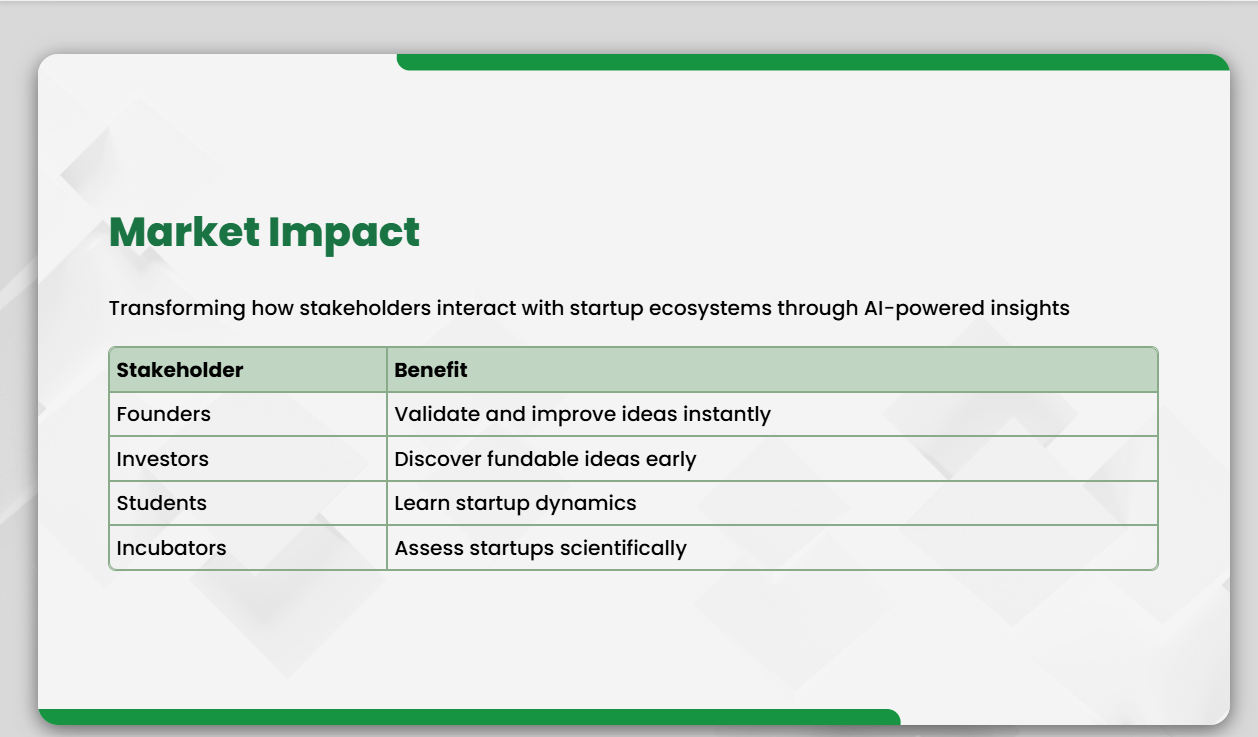 Market Impact
Transforming how stakeholders interact with startup ecosystems through AI-powered insights
Stakeholder Benefit
Founders Validate and improve ideas instantly
Investors Discover fundable ideas early
Students Learn startup dynamics
Incubators Assess startups scientifically